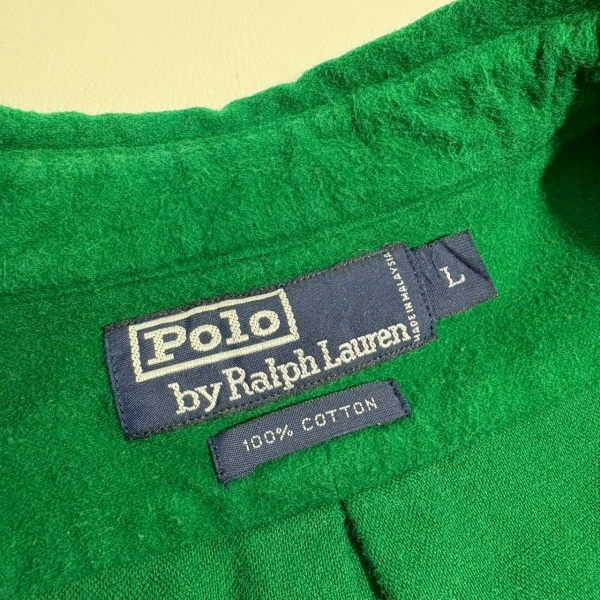 Polo
by Ralph Lauren
MADE IN MALAYSIA
L
100% COTTON